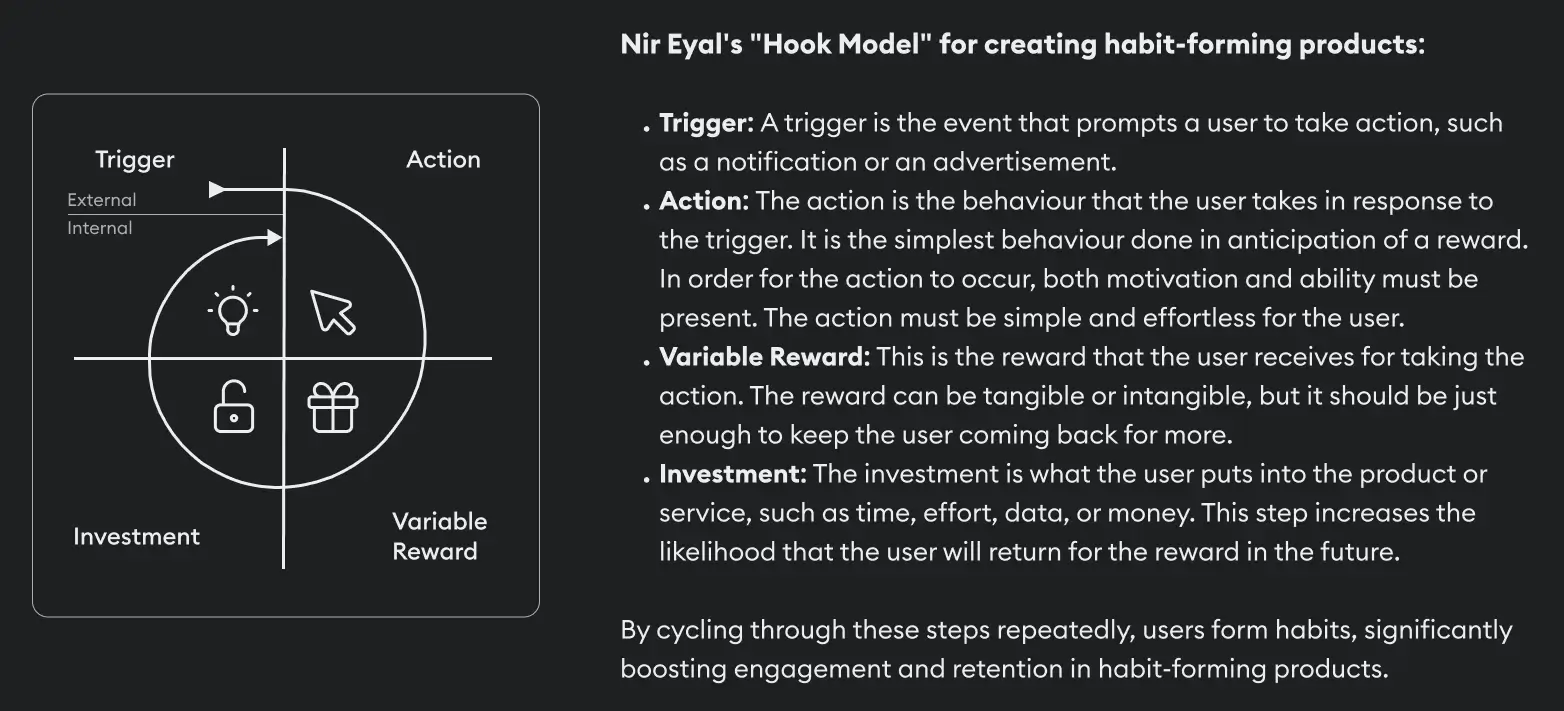 Nir Eyal's "Hook Model" for creating habit-forming products:
Trigger
Action
External
Internal
Investment
Variable
Reward
• Trigger: A trigger is the event that prompts a user to take action, such
as a notification or an advertisement.
• Action: The action is the behaviour that the user takes in response to
the trigger. It is the simplest behaviour done in anticipation of a reward.
In order for the action to occur, both motivation and ability must be
present. The action must be simple and effortless for the user.
• Variable Reward: This is the reward that the user receives for taking the
action. The reward can be tangible or intangible, but it should be just
enough to keep the user coming back for more.
• Investment: The investment is what the user puts into the product or
service, such as time, effort, data, or money. This step increases the
likelihood that the user will return for the reward in the future.
By cycling through these steps repeatedly, users form habits, significantly
boosting engagement and retention in habit-forming products.